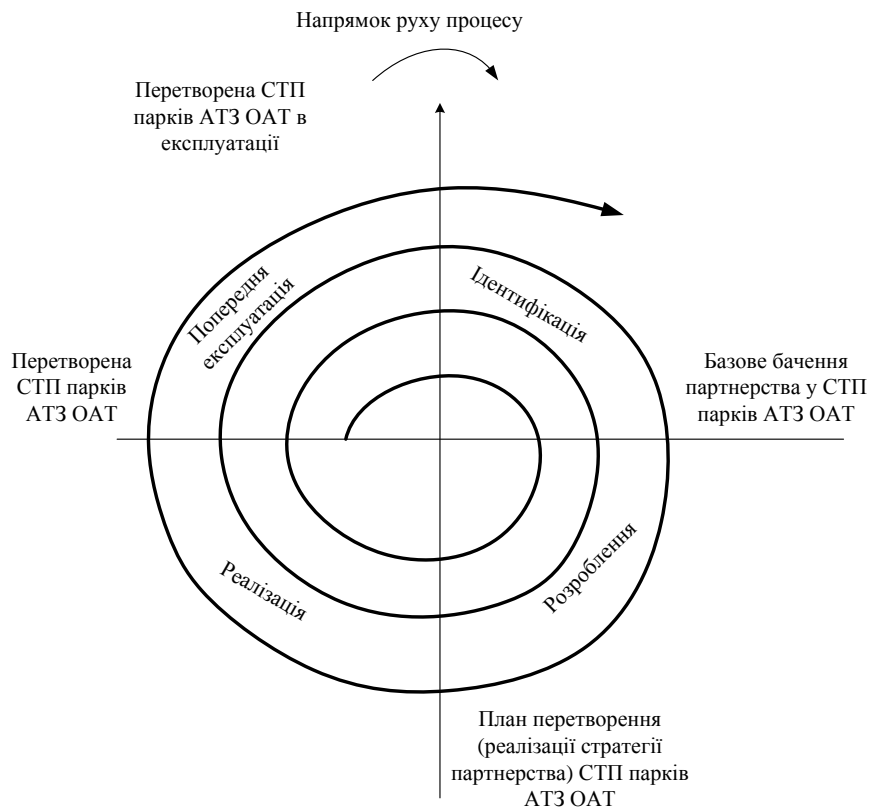 Напрямок руху процесу
Перетворена СТП
парків АТЗ ОАТ в
експлуатації
Попередня
експлуатація
Ідентифікація
Перетворена
СТП парків
АТЗ ОАТ
Базове бачення
партнерства у СТП
парків АТЗ ОАТ
Реалізація
Розроблення
План перетворення
(реалізації стратегії
партнерства) СТП парків
АТЗ ОАТ